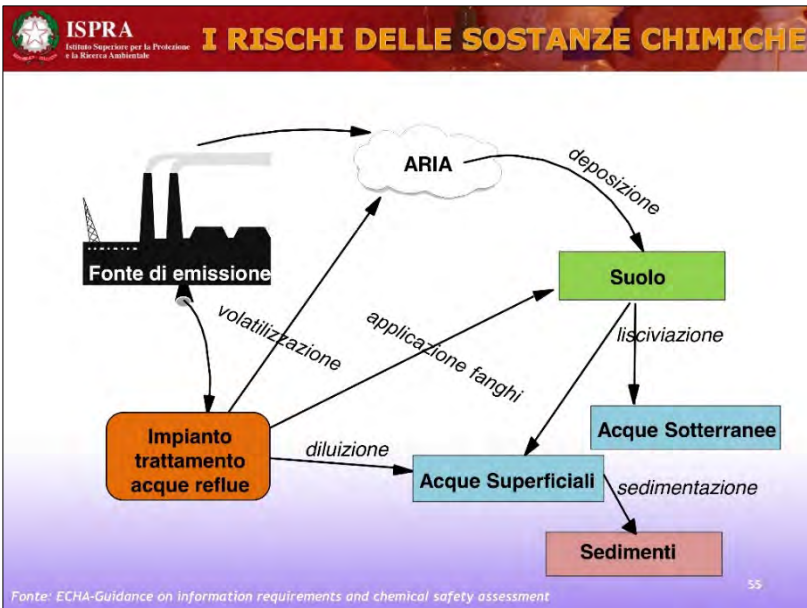 ISPRA
Istituto Superiore per la Protezione
e la Ricerca Ambientale
I RISCHI DELLE SOSTANZE CHIMICHE
ARIA
deposizione
Fonte di emissione
Suolo
volatilizzazione
applicazione fanghi
lisciviazione
Impianto
trattamento
acque reflue
diluizione
Acque Sotterranee
Acque Superficiali
sedimentazione
Sedimenti
55
Fonte: ECHA-Guidance on information requirements and chemical safety assessment